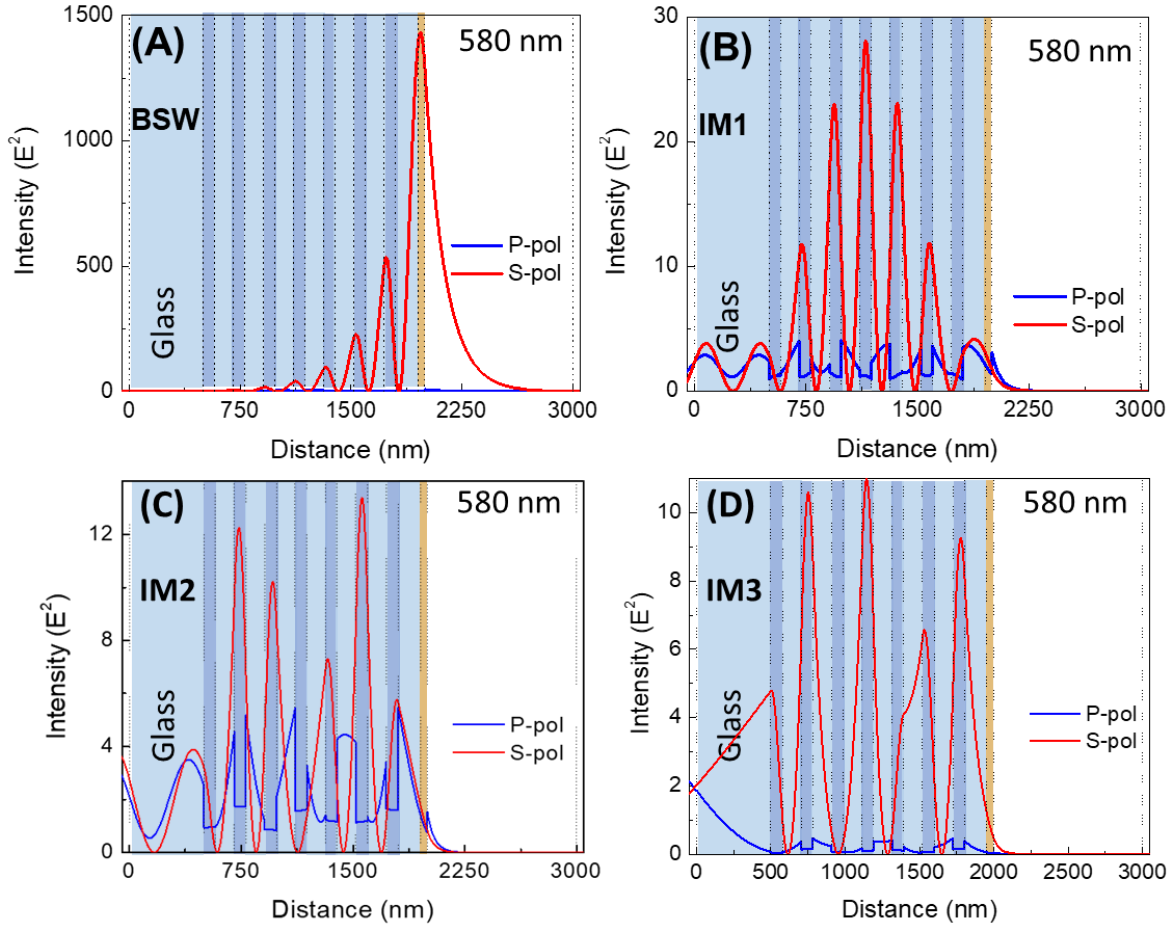 (A)
580 nm
BSW
Glass
P-pol
S-pol
Intensity (E²)
0
500
1000
1500
0
750
1500
2250
3000
Distance (nm)
(B)
580 nm
IM1
Glass
P-pol
S-pol
Intensity (E²)
0
10
20
30
0
750
1500
2250
3000
Distance (nm)
(C)
580 nm
IM2
Glass
P-pol
S-pol
Intensity (E²)
0
4
8
12
0
750
1500
2250
3000
Distance (nm)
(D)
580 nm
IM3
Glass
P-pol
S-pol
Intensity (E²)
0
2
4
6
8
10
0
500
1000
1500
2000
2500
3000
Distance (nm)